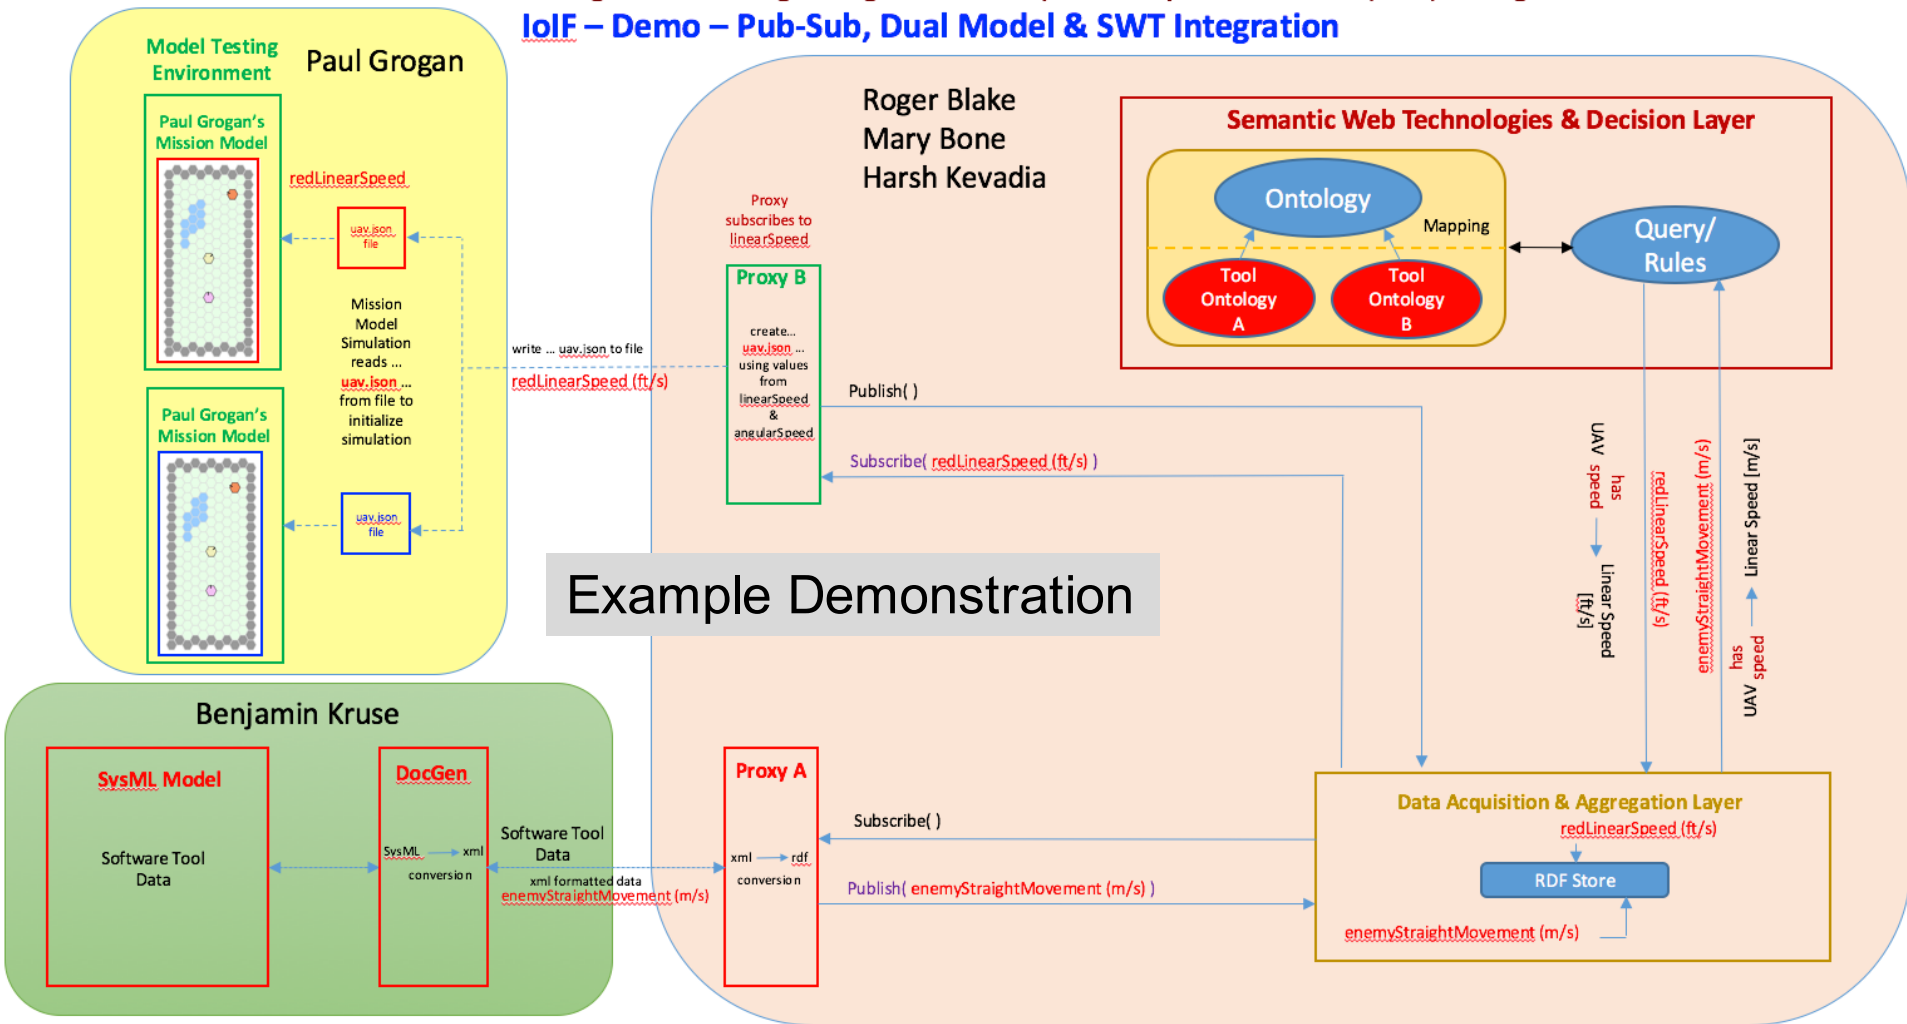 IoIF – Demo – Pub-Sub, Dual Model & SWT Integration
Model Testing
Environment
Paul Grogan
Paul Grogan's
Mission Model
redLinearSpeed
uav.json
file
Mission
Model
Simulation
reads ...
uav.json ...
from file to
initialize
simulation
Paul Grogan's
Mission Model
uav.json
file
write ... uav.json to file
redLinearSpeed (ft/s)
Roger Blake
Mary Bone
Harsh Kevadia
Proxy
subscribes to
linearSpeed
Proxy B
create...
uav.json ...
using values
from
linearSpeed
&
angularSpeed
Publish( )
Subscribe( redLinearSpeed (ft/s) )
Semantic Web Technologies & Decision Layer
Ontology
Mapping
Tool
Ontology
A
Tool
Ontology
B
Query/
Rules
UAV has speed Linear Speed [ft/s]
redLinearSpeed (ft/s)
enemyStraightMovement (m/s)
UAV has speed Linear Speed [m/s]
Example Demonstration
Benjamin Kruse
SysML Model
Software Tool
Data
DocGen
SysML xml
conversion
Software Tool
Data
xml formatted data
enemyStraightMovement (m/s)
Proxy A
xml rdf
conversion
Subscribe( )
Publish( enemyStraightMovement (m/s) )
Data Acquisition & Aggregation Layer
redLinearSpeed (ft/s)
RDF Store
enemyStraightMovement (m/s)